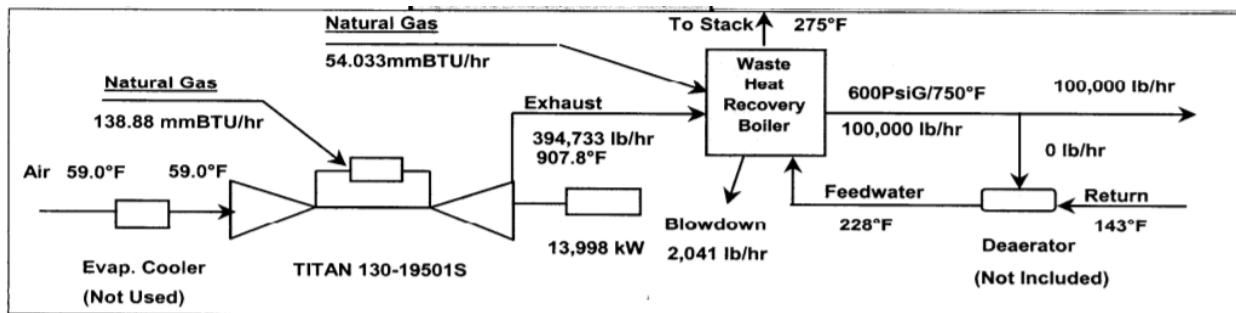 Natural Gas
54.033mmBTU/hr
To Stack
275°F
Waste
Heat
Recovery
Boiler
Natural Gas
138.88 mmBTU/hr
Exhaust
394,733 lb/hr
907.8°F
600PsiG/750°F
100,000 lb/hr
100,000 lb/hr
0 lb/hr
Air 59.0°F 59.0°F
Feedwater
228°F
Return
143°F
Blowdown
2,041 lb/hr
13,998 kW
Deaerator
(Not Included)
Evap. Cooler
(Not Used)
TITAN 130-19501S